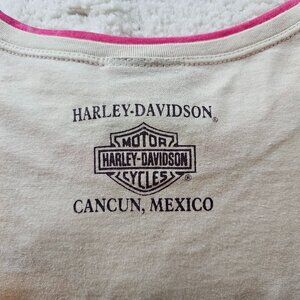 HARLEY-DAVIDSON®
MOTOR
HARLEY-DAVIDSON
CYCLES®
CANCUN, MEXICO